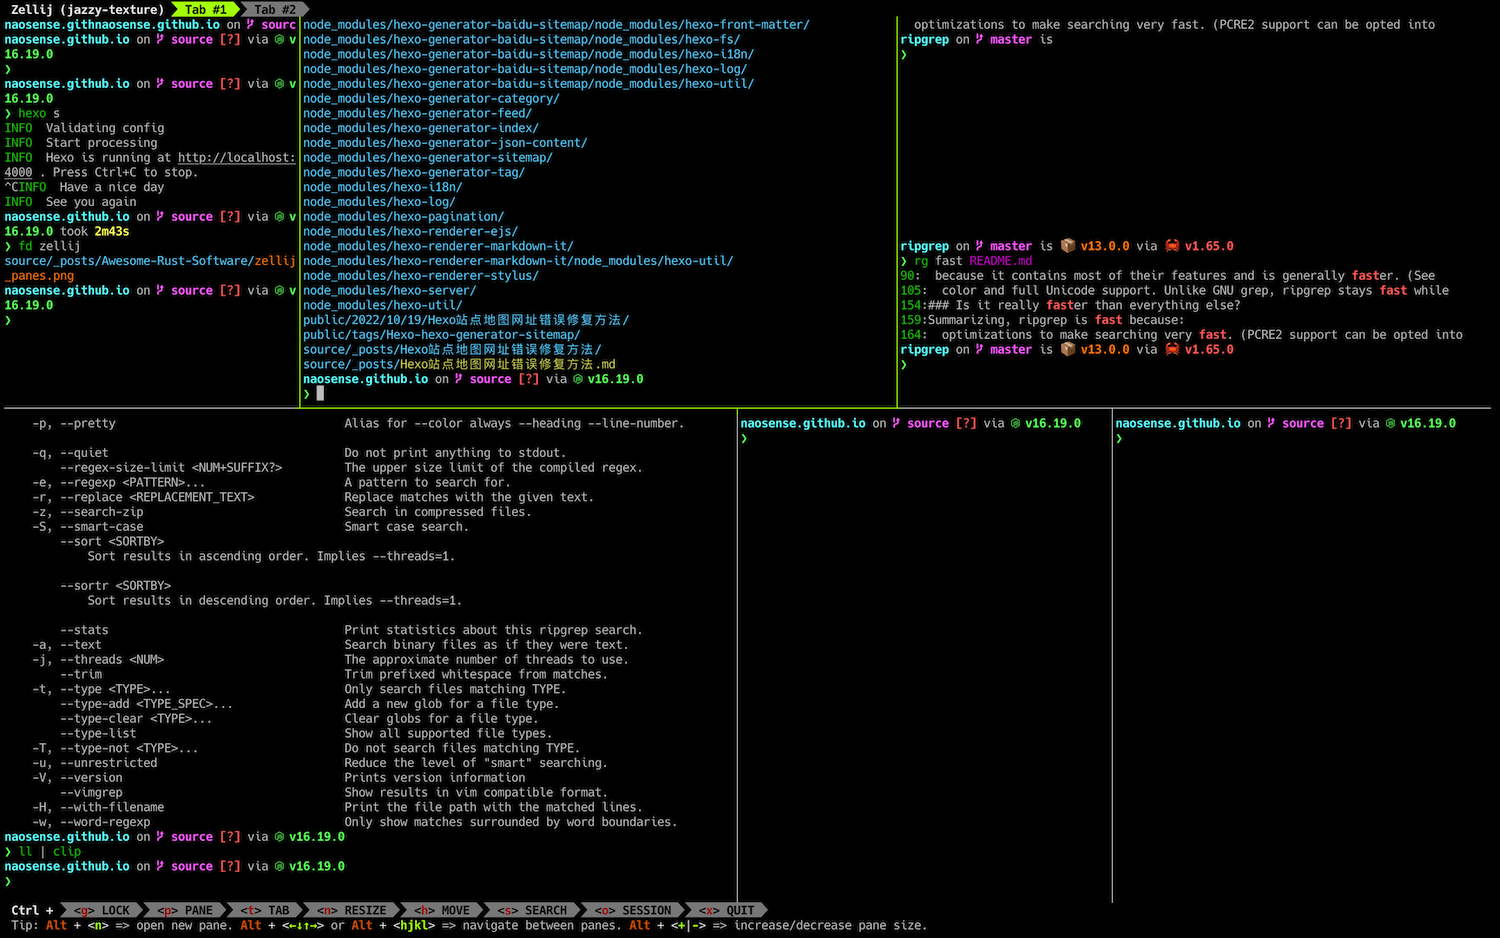 Zellij (jazzy-texture) Tab #1 Tab #2
naosense.githnaosense.github.io on sourc
naosense.github.io on source [?] via v
16.19.0
❯
naosense.github.io on source [?] via v
16.19.0
❯ hexo s
INFO  Validating config
INFO  Start processing
INFO  Hexo is running at http://localhost:
4000 . Press Ctrl+C to stop.
^CINFO  Have a nice day
INFO  See you again
naosense.github.io on source [?] via v
16.19.0 took 2m43s
❯ fd zellij
source/_posts/Awesome-Rust-Software/zellij
_panes.png
naosense.github.io on source [?] via v
16.19.0
❯
node_modules/hexo-generator-baidu-sitemap/node_modules/hexo-front-matter/
node_modules/hexo-generator-baidu-sitemap/node_modules/hexo-fs/
node_modules/hexo-generator-baidu-sitemap/node_modules/hexo-i18n/
node_modules/hexo-generator-baidu-sitemap/node_modules/hexo-log/
node_modules/hexo-generator-baidu-sitemap/node_modules/hexo-util/
node_modules/hexo-generator-category/
node_modules/hexo-generator-feed/
node_modules/hexo-generator-index/
node_modules/hexo-generator-json-content/
node_modules/hexo-generator-sitemap/
node_modules/hexo-generator-tag/
node_modules/hexo-i18n/
node_modules/hexo-log/
node_modules/hexo-pagination/
node_modules/hexo-renderer-ejs/
node_modules/hexo-renderer-markdown-it/
node_modules/hexo-renderer-markdown-it/node_modules/hexo-util/
node_modules/hexo-renderer-stylus/
node_modules/hexo-server/
node_modules/hexo-util/
public/2022/10/19/Hexo站点地图网址错误修复方法/
public/tags/Hexo-hexo-generator-sitemap/
source/_posts/Hexo站点地图网址错误修复方法/
source/_posts/Hexo站点地图网址错误修复方法.md
naosense.github.io on source [?] via v16.19.0
❯
optimizations to make searching very fast. (PCRE2 support can be opted into
ripgrep on master is
❯
ripgrep on master is 📦 v13.0.0 via 🦀 v1.65.0
❯ rg fast README.md
90:  because it contains most of their features and is generally faster. (See
105:  color and full Unicode support. Unlike GNU grep, ripgrep stays fast while
154:### Is it really faster than everything else?
159:Summarizing, ripgrep is fast because:
164:  optimizations to make searching very fast. (PCRE2 support can be opted into
ripgrep on master is 📦 v13.0.0 via 🦀 v1.65.0
❯
-p, --pretty Alias for --color always --heading --line-number.
-q, --quiet Do not print anything to stdout.
--regex-size-limit <NUM+SUFFIX?> The upper size limit of the compiled regex.
-e, --regexp <PATTERN>... A pattern to search for.
-r, --replace <REPLACEMENT_TEXT> Replace matches with the given text.
-z, --search-zip Search in compressed files.
-S, --smart-case Smart case search.
--sort <SORTBY>
Sort results in ascending order. Implies --threads=1.
--sortr <SORTBY>
Sort results in descending order. Implies --threads=1.
--stats Print statistics about this ripgrep search.
-a, --text Search binary files as if they were text.
-j, --threads <NUM> The approximate number of threads to use.
--trim Trim prefixed whitespace from matches.
-t, --type <TYPE>... Only search files matching TYPE.
--type-add <TYPE_SPEC>... Add a new glob for a file type.
--type-clear <TYPE>... Clear globs for a file type.
--type-list Show all supported file types.
-T, --type-not <TYPE>... Do not search files matching TYPE.
-u, --unrestricted Reduce the level of "smart" searching.
-V, --version Prints version information
--vimgrep Show results in vim compatible format.
-H, --with-filename Print the file path with the matched lines.
-w, --word-regexp Only show matches surrounded by word boundaries.
naosense.github.io on source [?] via v16.19.0
❯ ll | clip
naosense.github.io on source [?] via v16.19.0
❯
naosense.github.io on source [?] via v16.19.0
❯
naosense.github.io on source [?] via v16.19.0
❯
Ctrl + <g> LOCK <p> PANE <t> TAB <n> RESIZE <h> MOVE <s> SEARCH <o> SESSION <x> QUIT
Tip: Alt + <n> => open new pane. Alt + <←↓↑→> or Alt + <hjkl> => navigate between panes. Alt + <+|-> => increase/decrease pane size.